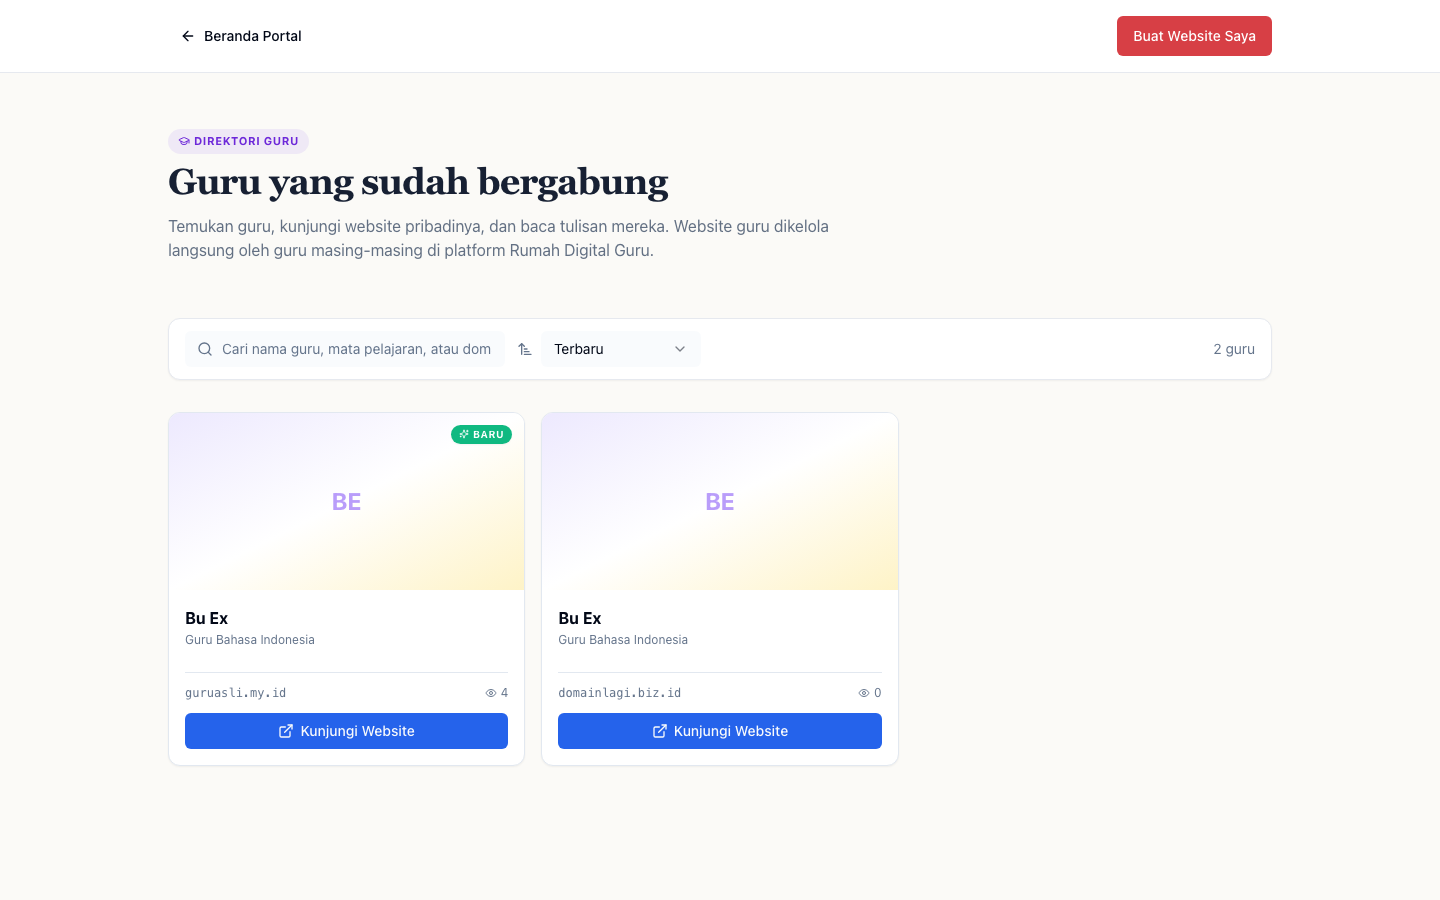 Beranda Portal
Buat Website Saya
DIREKTORI GURU
Guru yang sudah bergabung
Temukan guru, kunjungi website pribadinya, dan baca tulisan mereka. Website guru dikelola
langsung oleh guru masing-masing di platform Rumah Digital Guru.
Cari nama guru, mata pelajaran, atau dom
Terbaru
2 guru
BARU
BE
Bu Ex
Guru Bahasa Indonesia
guruasli.my.id
4
Kunjungi Website
BE
Bu Ex
Guru Bahasa Indonesia
domainlagi.biz.id
0
Kunjungi Website